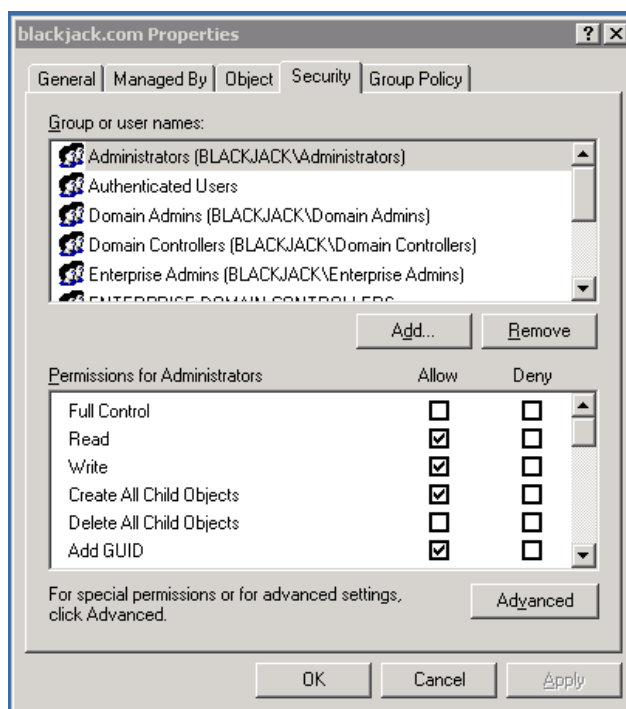 blackjack.com Properties
General Managed By Object Security Group Policy
Group or user names:
Administrators (BLACKJACK\Administrators)
Authenticated Users
Domain Admins (BLACKJACK\Domain Admins)
Domain Controllers (BLACKJACK\Domain Controllers)
Enterprise Admins (BLACKJACK\Enterprise Admins)
ENTERPRISE DOMAIN CONTROLLERS
Add... Remove
Permissions for Administrators Allow Deny
Full Control
Read
Write
Create All Child Objects
Delete All Child Objects
Add GUID
For special permissions or for advanced settings,
click Advanced.
Advanced
OK Cancel Apply